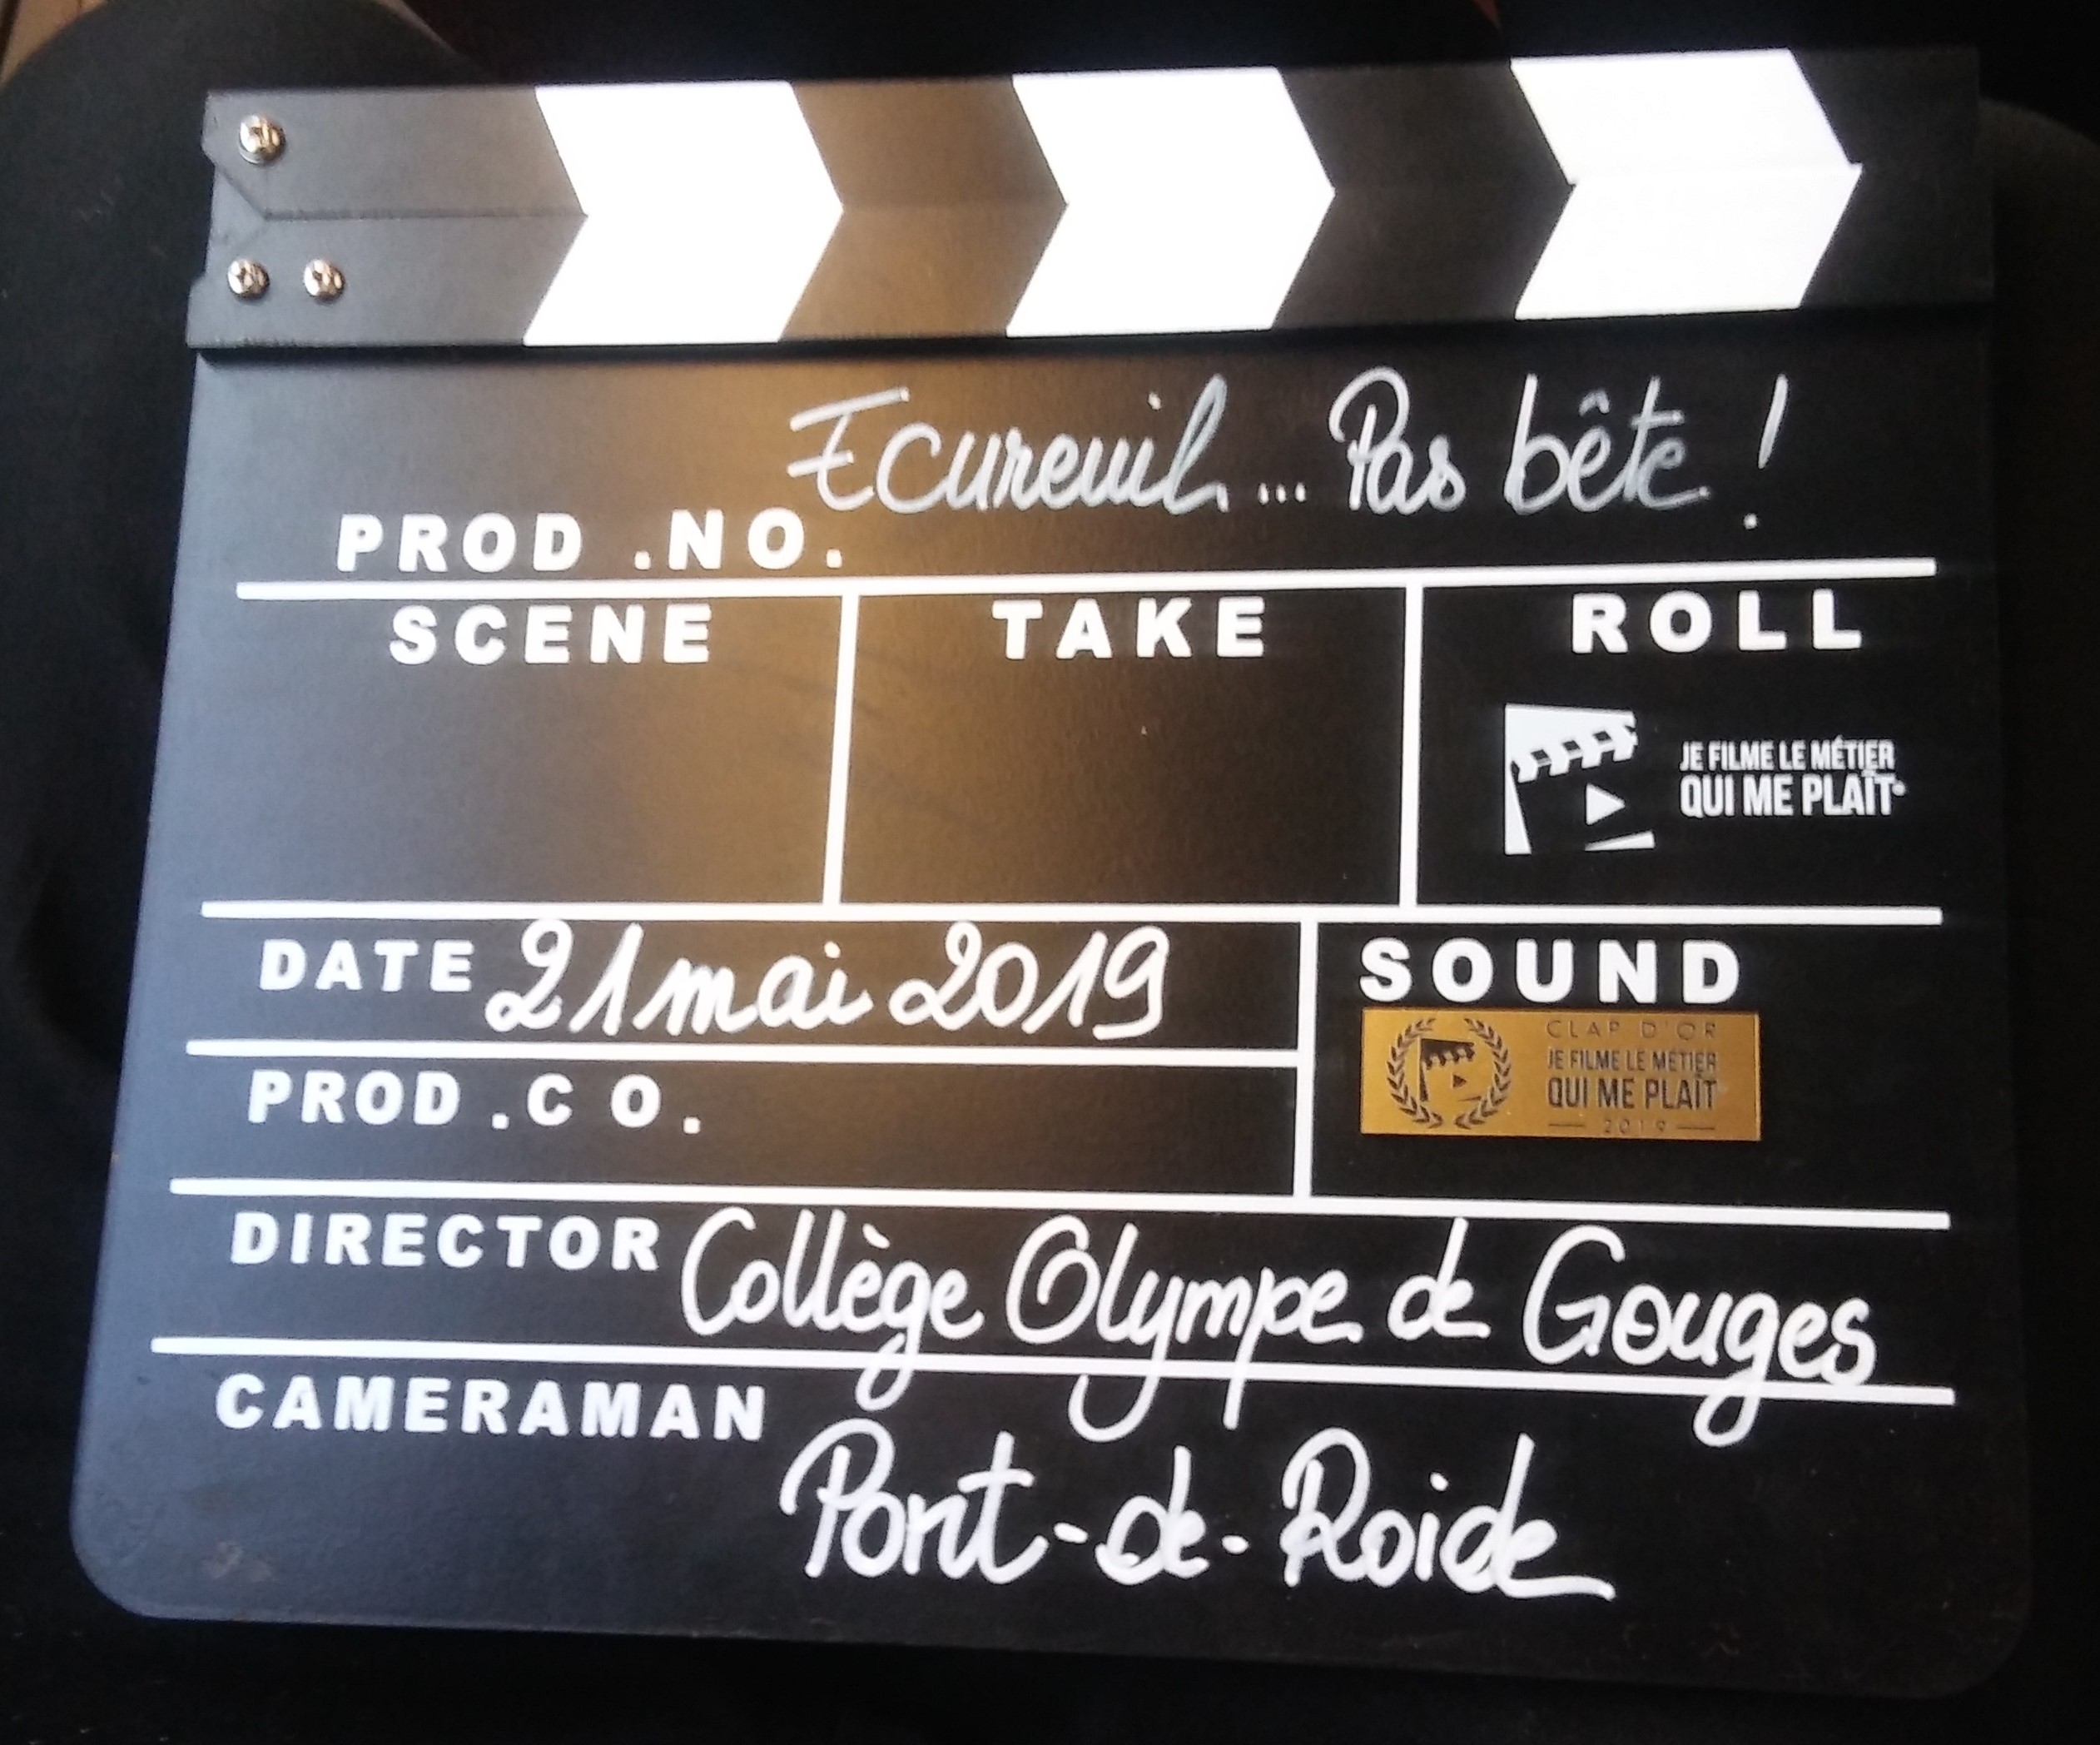 Ecureuil... Pas bête !
PROD .NO.
SCENE TAKE ROLL
JE FILME LE MÉTIER
QUI ME PLAÎT
DATE 21 mai 2019
SOUND
CLAP D'OR
JE FILME LE MÉTIER
QUI ME PLAÎT
2019
PROD .C O.
DIRECTOR Collège Olympe de Gouges
CAMERAMAN
Pont-de-Roide